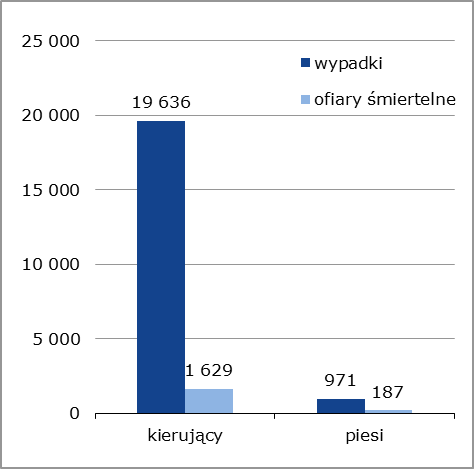 25 000
wypadki
ofiary śmiertelne
19 636
20 000
15 000
10 000
5 000
1 629
971
187
0
kierujący
piesi